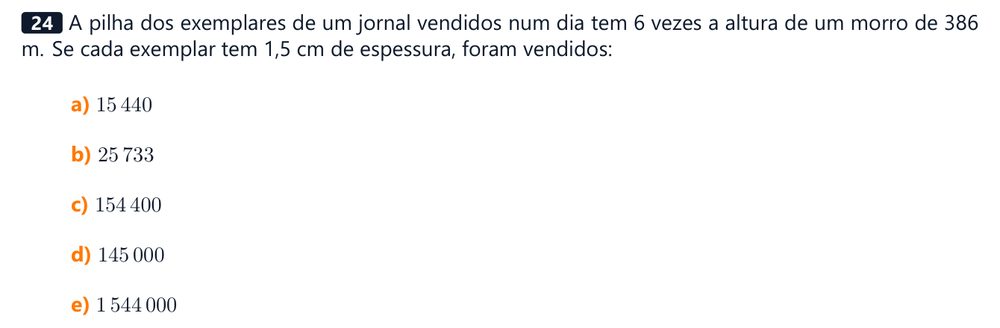 24 A pilha dos exemplares de um jornal vendidos num dia tem 6 vezes a altura de um morro de 386
m. Se cada exemplar tem 1,5 cm de espessura, foram vendidos:
a) 15 440
b) 25 733
c) 154 400
d) 145 000
e) 1 544 000